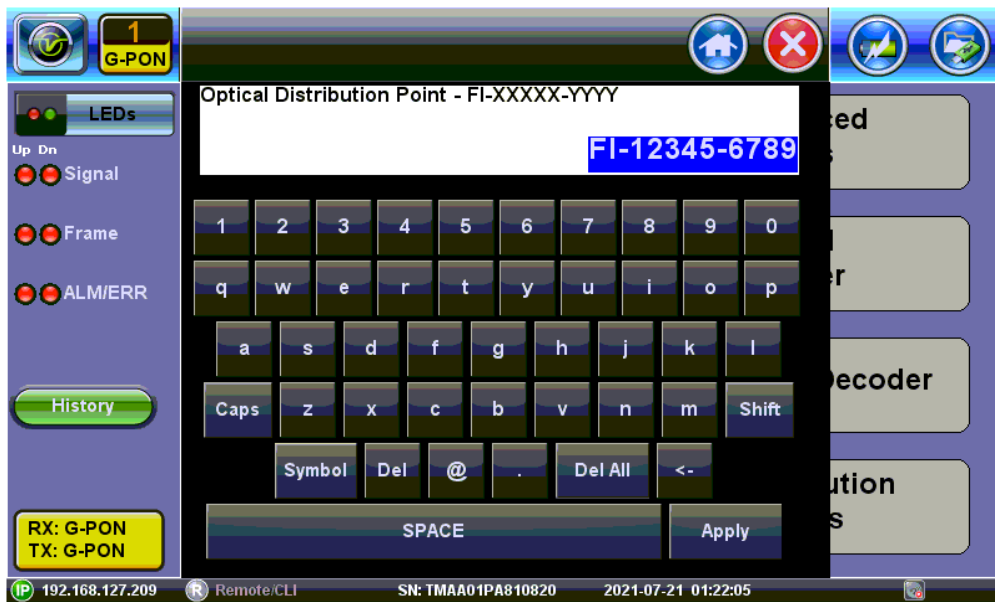 1
G-PON
LEDs
Up Dn
Signal
Frame
ALM/ERR
History
RX: G-PON
TX: G-PON
Optical Distribution Point - FI-XXXXX-YYYY
FI-12345-6789
1 2 3 4 5 6 7 8 9 0
q w e r t y u i o p
a s d f g h j k l
Caps z x c b v n m Shift
Symbol Del @ . Del All <-
SPACE Apply
ced
s
l
er
Decoder
ution
s
IP 192.168.127.209 R Remote/CLI SN: TMAA01PA810820 2021-07-21 01:22:05